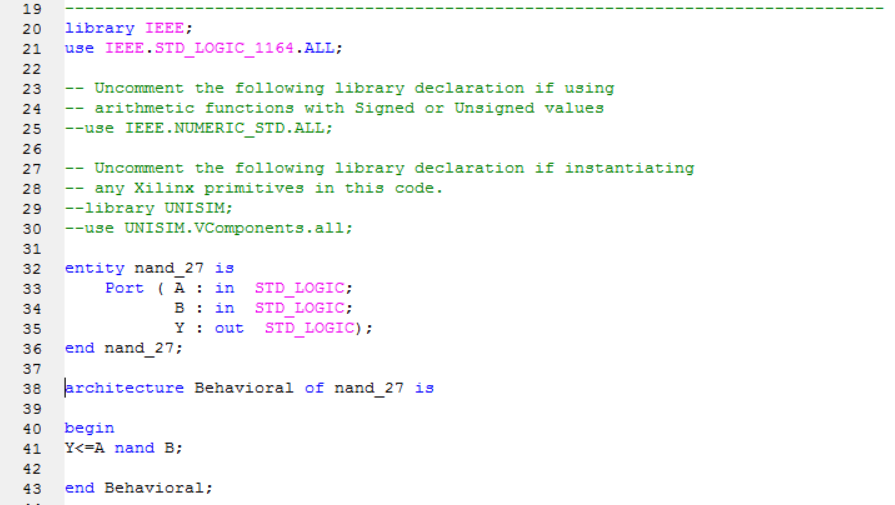 19 ----------------------------------------------------------------------------------
20 library IEEE;
21 use IEEE.STD_LOGIC_1164.ALL;
22
23 -- Uncomment the following library declaration if using
24 -- arithmetic functions with Signed or Unsigned values
25 --use IEEE.NUMERIC_STD.ALL;
26
27 -- Uncomment the following library declaration if instantiating
28 -- any Xilinx primitives in this code.
29 --library UNISIM;
30 --use UNISIM.VComponents.all;
31
32 entity nand_27 is
33     Port ( A : in  STD_LOGIC;
34            B : in  STD_LOGIC;
35            Y : out  STD_LOGIC);
36 end nand_27;
37
38 architecture Behavioral of nand_27 is
39
40 begin
41 Y<=A nand B;
42
43 end Behavioral;